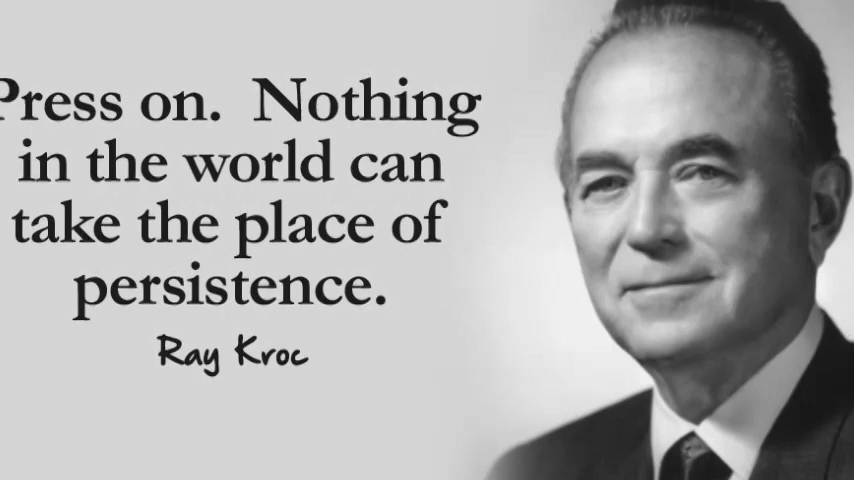 Press on. Nothing
in the world can
take the place of
persistence.
Ray Kroc